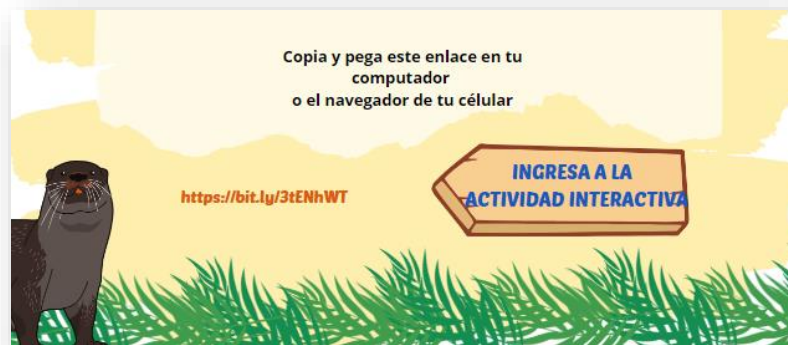 Copia y pega este enlace en tu
computador
o el navegador de tu célular
https://bit.ly/3tENhWT
INGRESA A LA
ACTIVIDAD INTERACTIVA